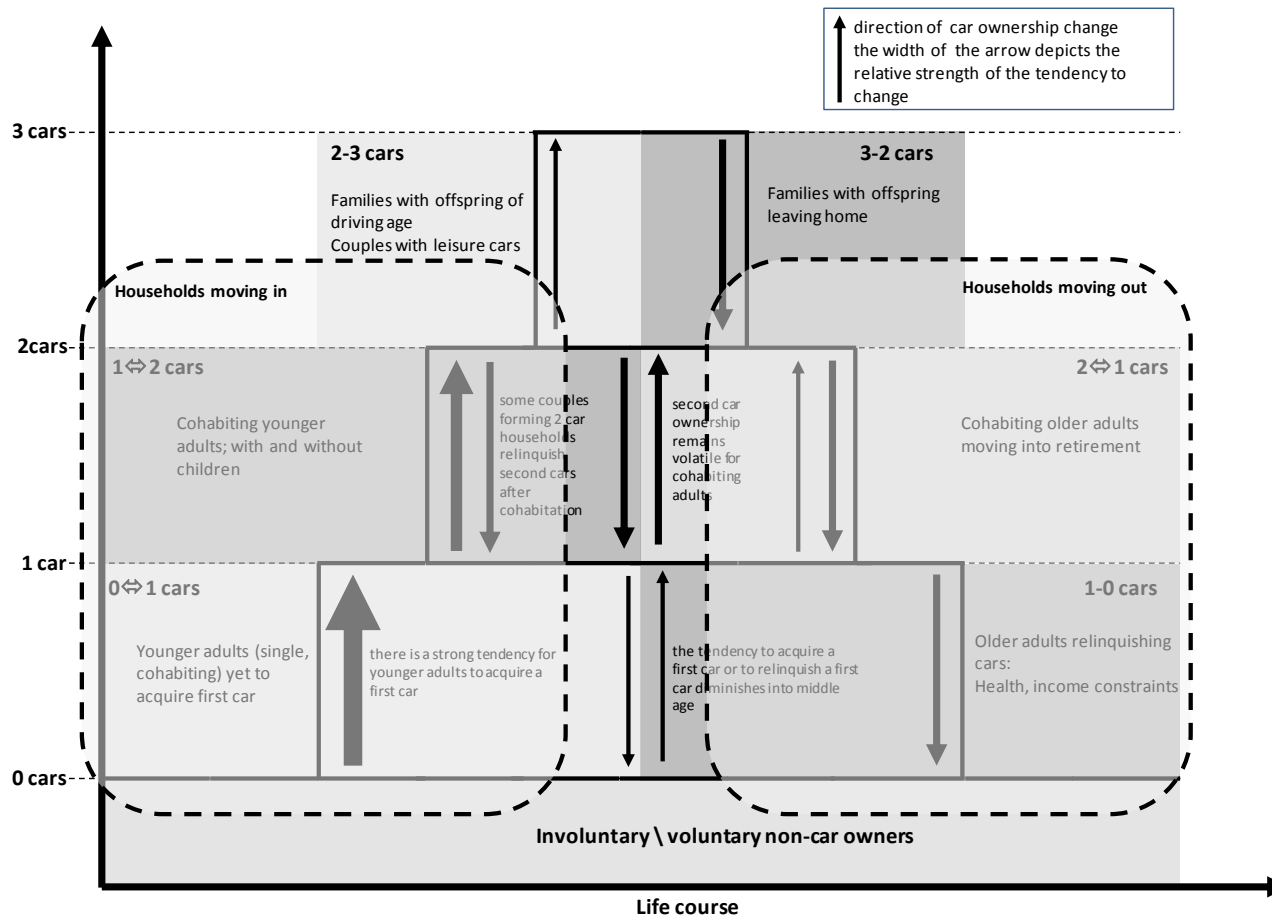 direction of car ownership change
the width of the arrow depicts the
relative strength of the tendency to
change
3 cars
2-3 cars
Families with offspring of
driving age
Couples with leisure cars
3-2 cars
Families with offspring
leaving home
Households moving in
Households moving out
2cars
1⇔2 cars
Cohabiting younger
adults; with and without
children
some couples
forming 2 car
households
relinquish
second cars
after
cohabitation
second car
ownership
remains
volatile for
cohabiting
adults
2⇔1 cars
Cohabiting older adults
moving into retirement
1 car
0⇔1 cars
Younger adults (single,
cohabiting) yet to
acquire first car
there is a strong tendency for
younger adults to acquire a
first car
the tendency to acquire a
first car or to relinquish a first
car diminishes into middle
age
1-0 cars
Older adults relinquishing
cars:
Health, income constraints
0 cars
Involuntary \ voluntary non-car owners
Life course